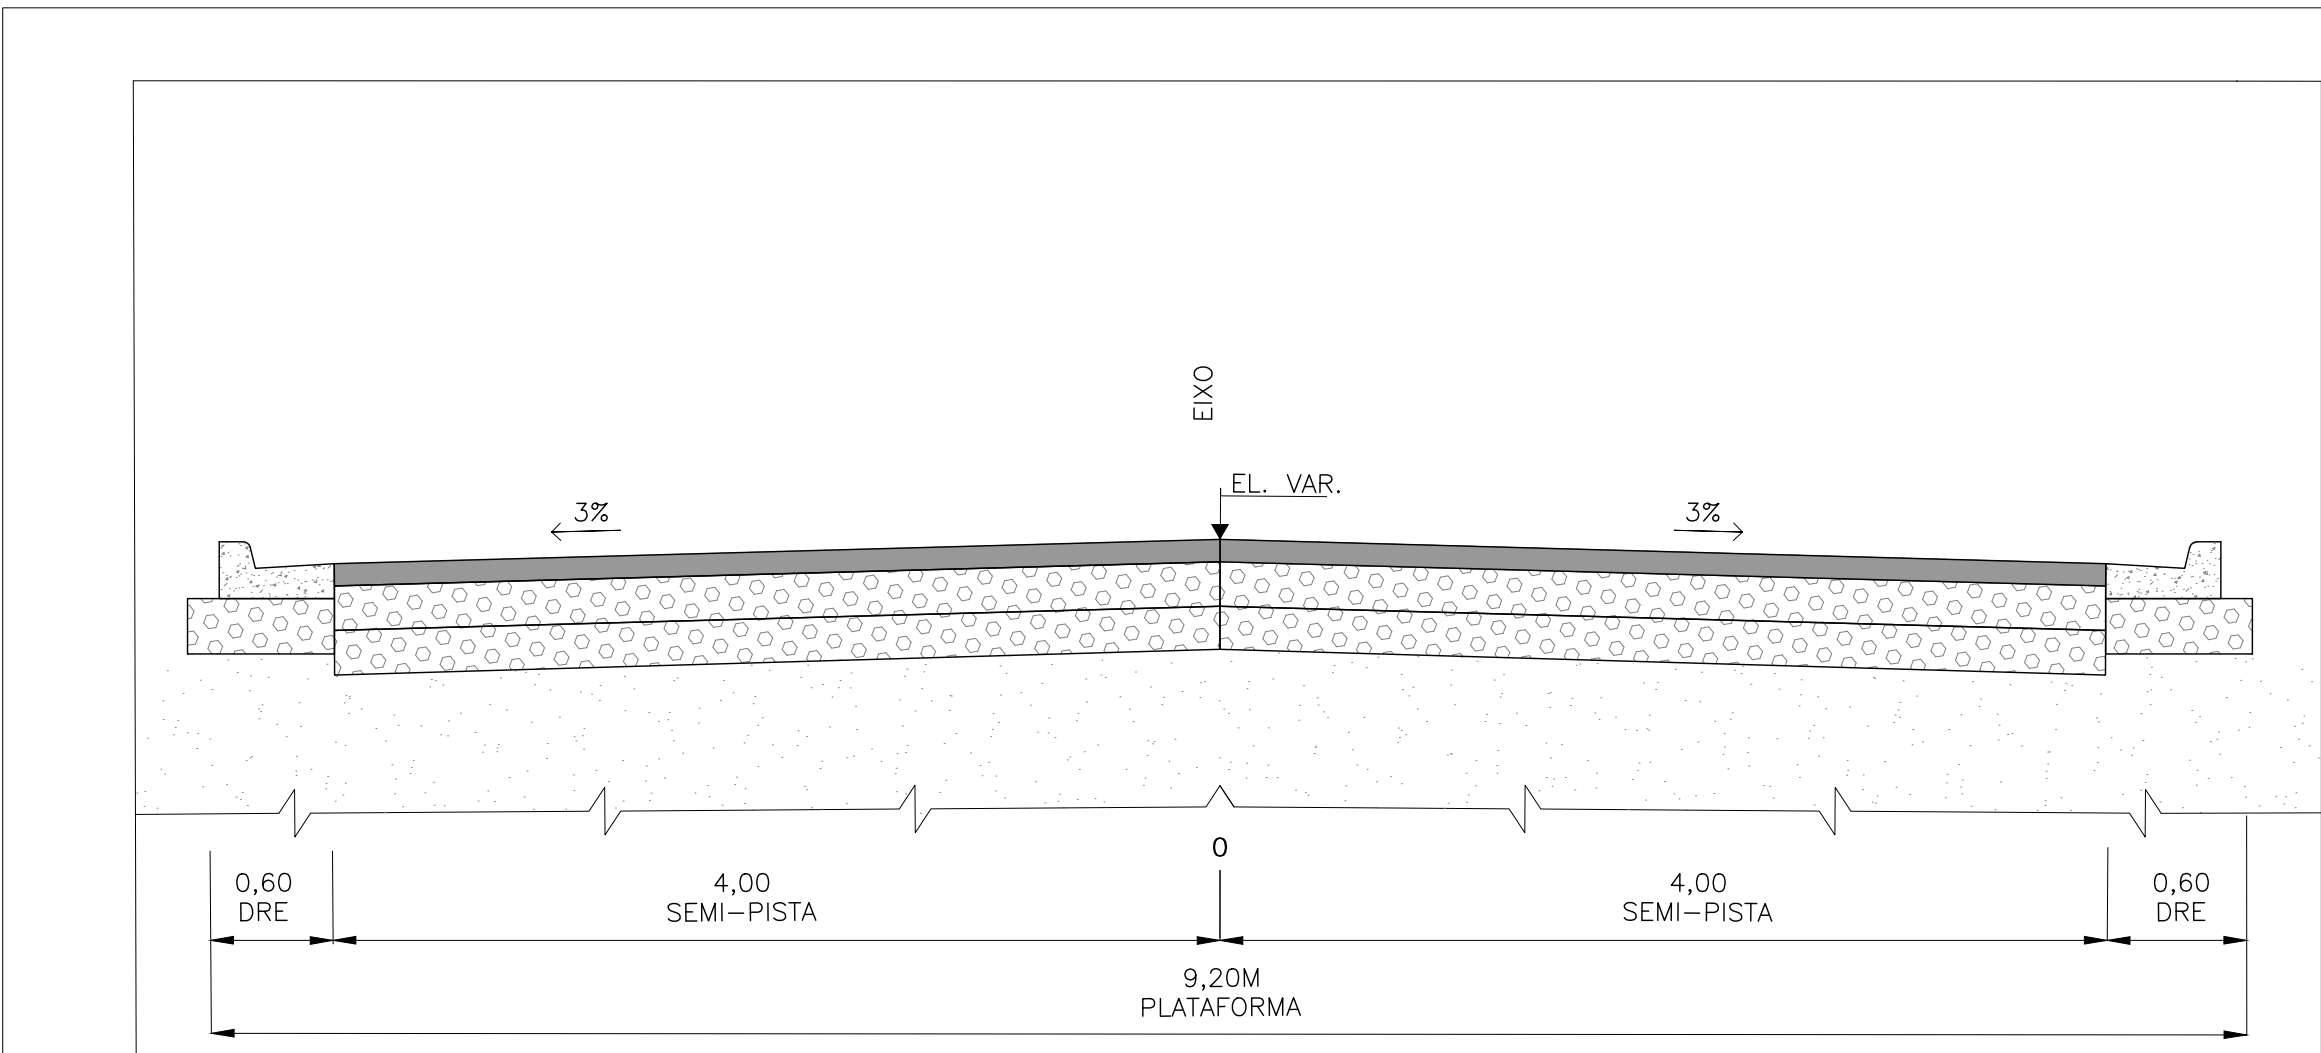 EIXO
EL. VAR.
3%
3%
0
0,60
DRE
4,00
SEMI-PISTA
4,00
SEMI-PISTA
0,60
DRE
9,20M
PLATAFORMA